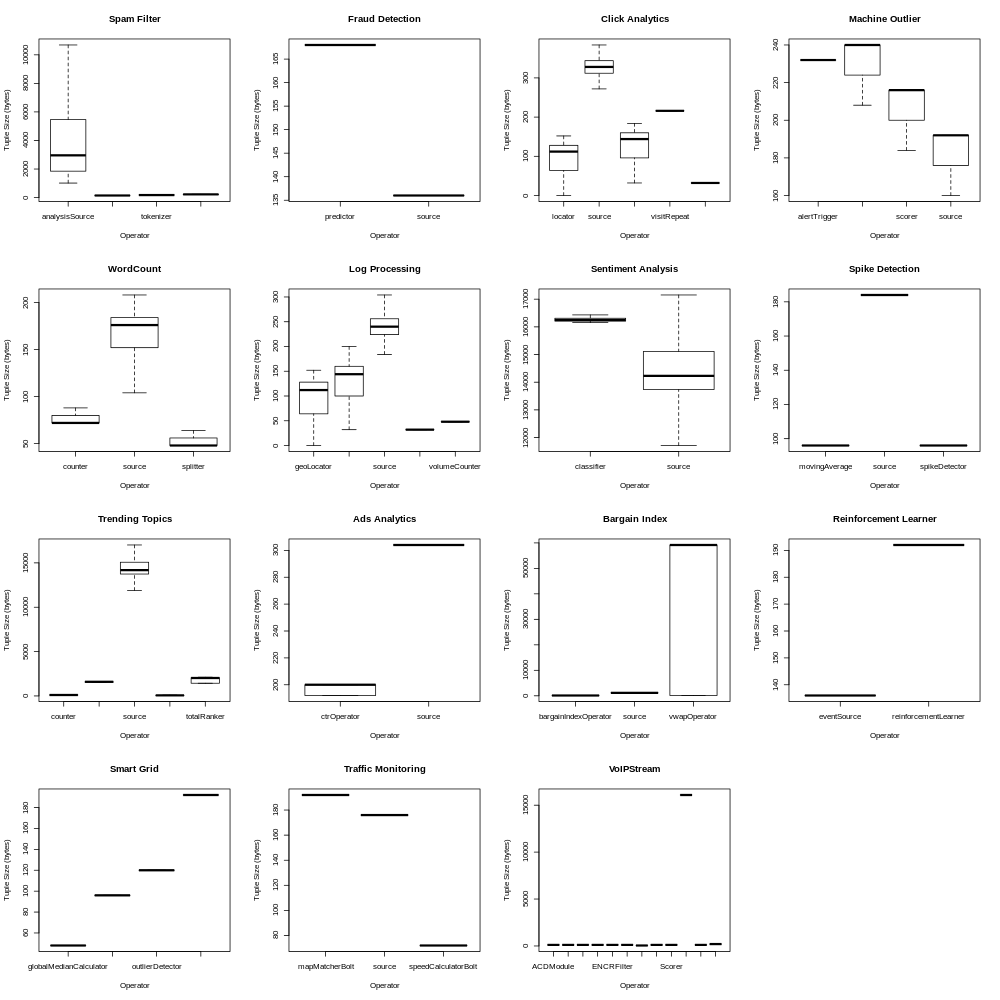 Spam Filter
Tuple Size (bytes)
0 2000 4000 6000 8000 10000
analysisSource tokenizer
Operator
Fraud Detection
Tuple Size (bytes)
135 140 145 150 155 160 165
predictor source
Operator
Click Analytics
Tuple Size (bytes)
0 100 200 300
locator source visitRepeat
Operator
Machine Outlier
Tuple Size (bytes)
160 180 200 220 240
alertTrigger scorer source
Operator
WordCount
Tuple Size (bytes)
50 100 150 200
counter source splitter
Operator
Log Processing
Tuple Size (bytes)
0 50 100 150 200 250 300
geoLocator source volumeCounter
Operator
Sentiment Analysis
Tuple Size (bytes)
12000 13000 14000 15000 16000 17000
classifier source
Operator
Spike Detection
Tuple Size (bytes)
100 120 140 160 180
movingAverage source spikeDetector
Operator
Trending Topics
Tuple Size (bytes)
0 5000 10000 15000
counter source totalRanker
Operator
Ads Analytics
Tuple Size (bytes)
200 220 240 260 280 300
ctrOperator source
Operator
Bargain Index
Tuple Size (bytes)
0 10000 30000 50000
bargainIndexOperator source vwapOperator
Operator
Reinforcement Learner
Tuple Size (bytes)
140 150 160 170 180 190
eventSource reinforcementLearner
Operator
Smart Grid
Tuple Size (bytes)
60 80 100 120 140 160 180
globalMedianCalculator outlierDetector
Operator
Traffic Monitoring
Tuple Size (bytes)
80 100 120 140 160 180
mapMatcherBolt source speedCalculatorBolt
Operator
VoIPStream
Tuple Size (bytes)
0 5000 10000 15000
ACDModule ENCRFilter Scorer
Operator